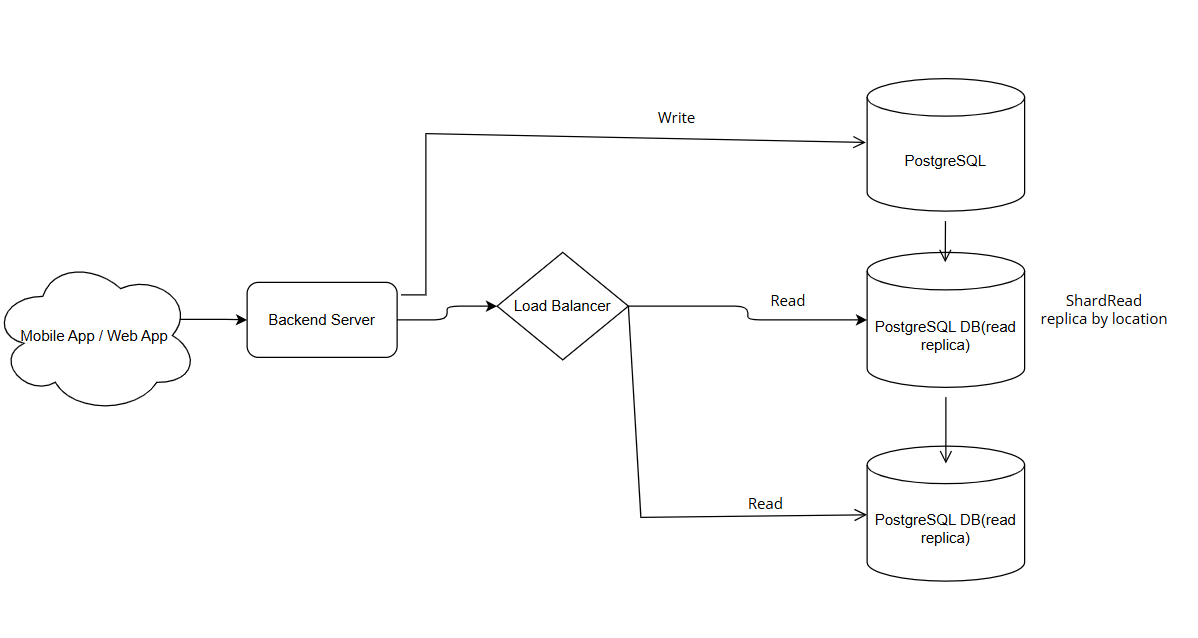 Write
PostgreSQL
Mobile App / Web App
Backend Server
Load Balancer
Read
PostgreSQL DB(read
replica)
ShardRead
replica by location
Read
PostgreSQL DB(read
replica)